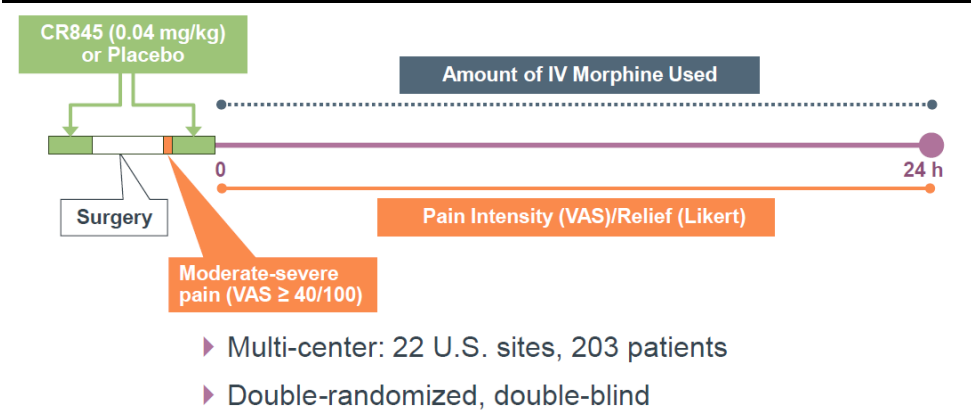 CR845 (0.04 mg/kg)
or Placebo
Amount of IV Morphine Used
0
24 h
Surgery
Pain Intensity (VAS)/Relief (Likert)
Moderate-severe
pain (VAS ≥ 40/100)
Multi-center: 22 U.S. sites, 203 patients
Double-randomized, double-blind